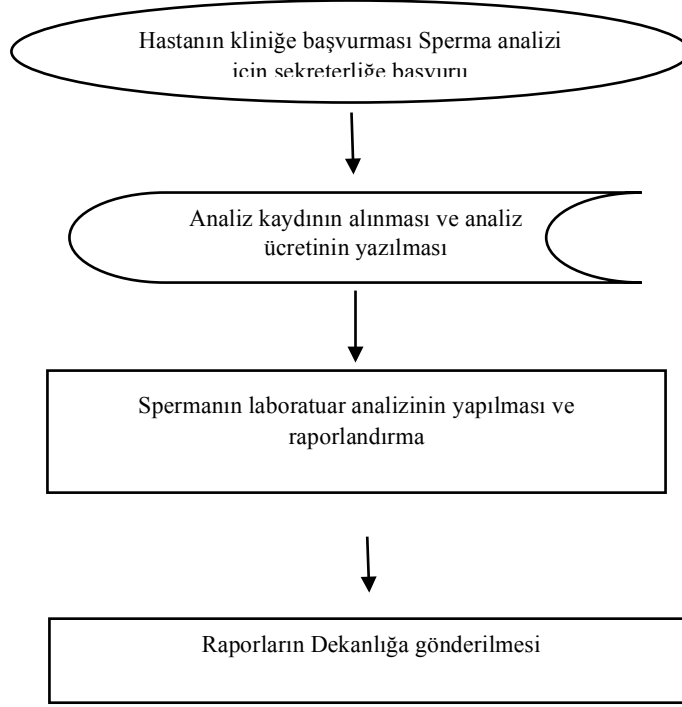 Hastanın kliniğe başvurması Sperma analizi
için sekreterliğe başvuru
Analiz kaydının alınması ve analiz
ücretinin yazılması
Spermanın laboratuar analizinin yapılması ve
raporlandırma
Raporların Dekanlığa gönderilmesi